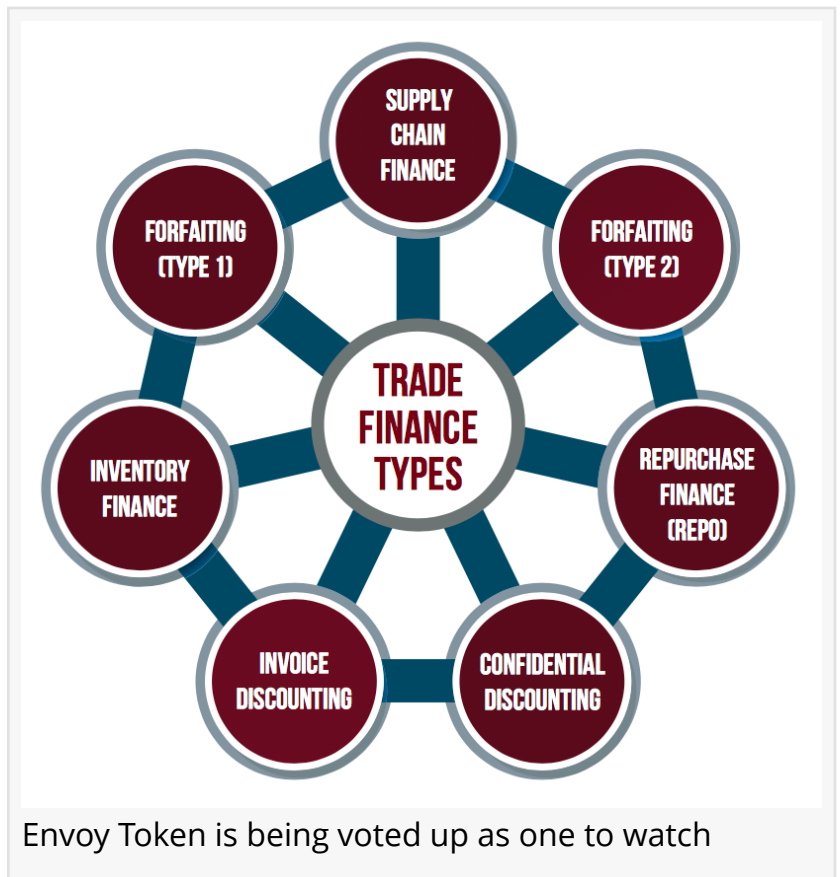 SUPPLY
CHAIN
FINANCE
FORFAITING
(TYPE 1)
FORFAITING
(TYPE 2)
TRADE
FINANCE
TYPES
INVENTORY
FINANCE
REPURCHASE
FINANCE
(REPO)
INVOICE
DISCOUNTING
CONFIDENTIAL
DISCOUNTING
Envoy Token is being voted up as one to watch